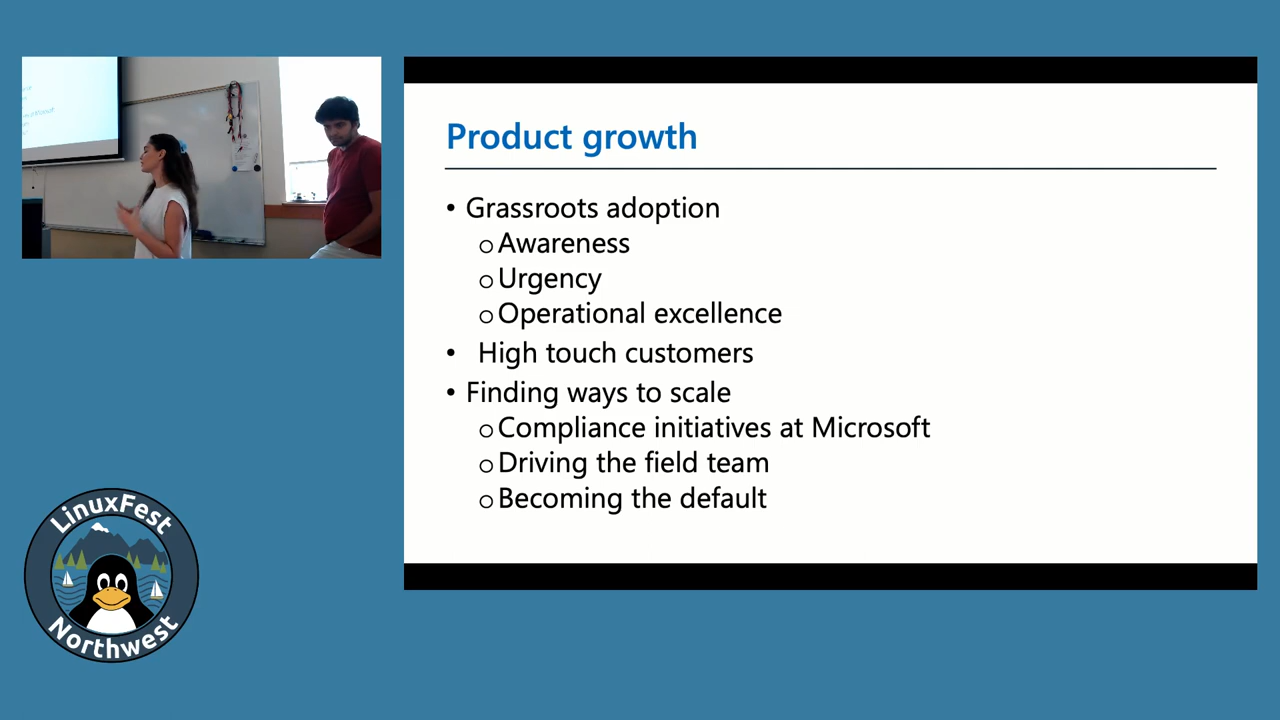 Product growth
• Grassroots adoption
o Awareness
o Urgency
o Operational excellence
• High touch customers
• Finding ways to scale
o Compliance initiatives at Microsoft
o Driving the field team
o Becoming the default
LinuxFest
Northwest